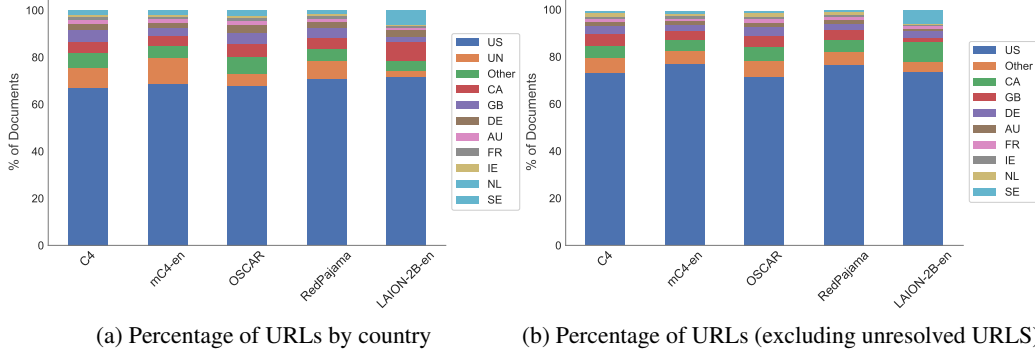 100
80
60
40
20
0
% of Documents
C4
mC4-en
OSCAR
RedPajama
LAION-2B-en
US
UN
Other
CA
GB
DE
AU
FR
IE
NL
SE
(a) Percentage of URLs by country
100
80
60
40
20
0
% of Documents
C4
mC4-en
OSCAR
RedPajama
LAION-2B-en
US
Other
CA
GB
DE
AU
FR
IE
NL
SE
(b) Percentage of URLs (excluding unresolved URLS)